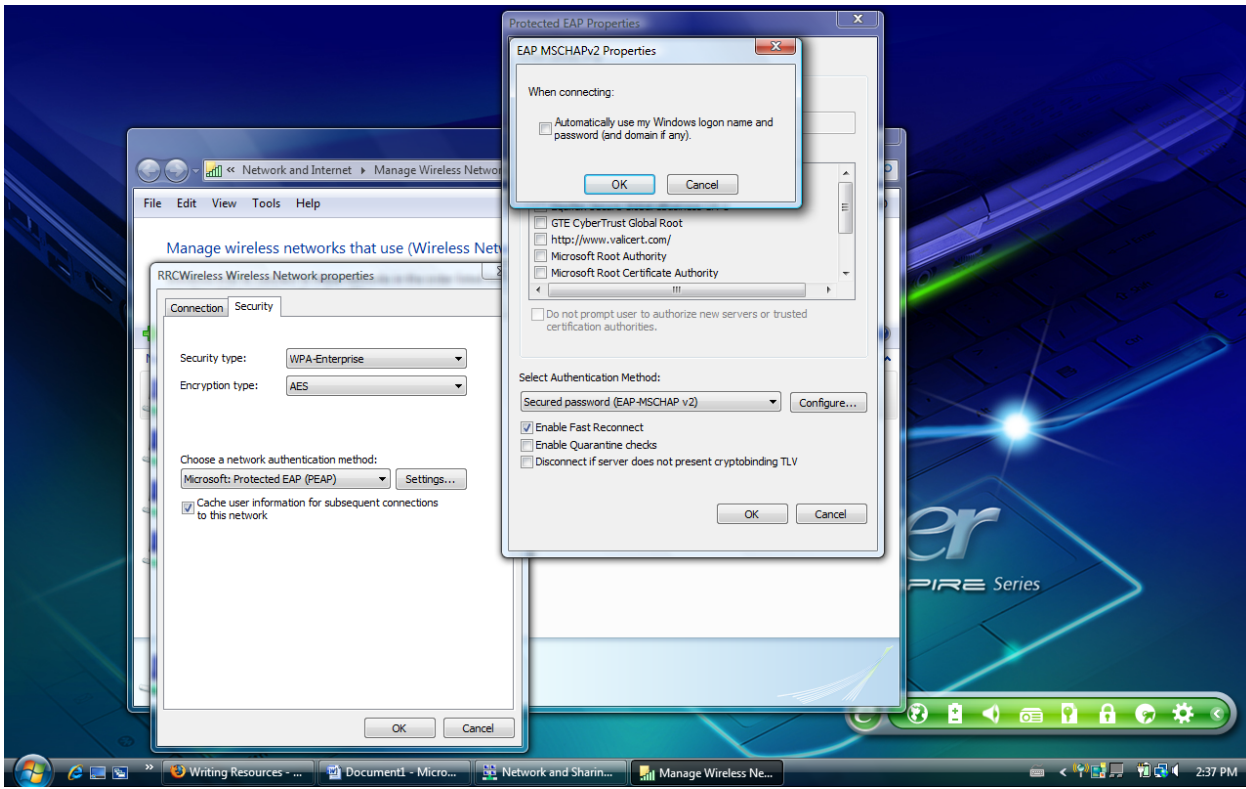 Protected EAP Properties
EAP MSCHAPv2 Properties
When connecting:
Automatically use my Windows logon name and
password (and domain if any).
OK Cancel
« Network and Internet Manage Wireless Networ
File Edit View Tools Help
Manage wireless networks that use (Wireless Netw
GTE CyberTrust Global Root
http://www.valicert.com/
Microsoft Root Authority
Microsoft Root Certificate Authority
Do not prompt user to authorize new servers or trusted
certification authorities.
Select Authentication Method:
Secured password (EAP-MSCHAP v2) Configure...
Enable Fast Reconnect
Enable Quarantine checks
Disconnect if server does not present cryptobinding TLV
OK Cancel
RRCWireless Wireless Network properties
Connection Security
Security type: WPA-Enterprise
Encryption type: AES
Choose a network authentication method:
Microsoft: Protected EAP (PEAP) Settings...
Cache user information for subsequent connections
to this network
OK Cancel
er
PIRE Series
» Writing Resources - ... Document1 - Micro... Network and Sharin... Manage Wireless Ne... < 2:37 PM